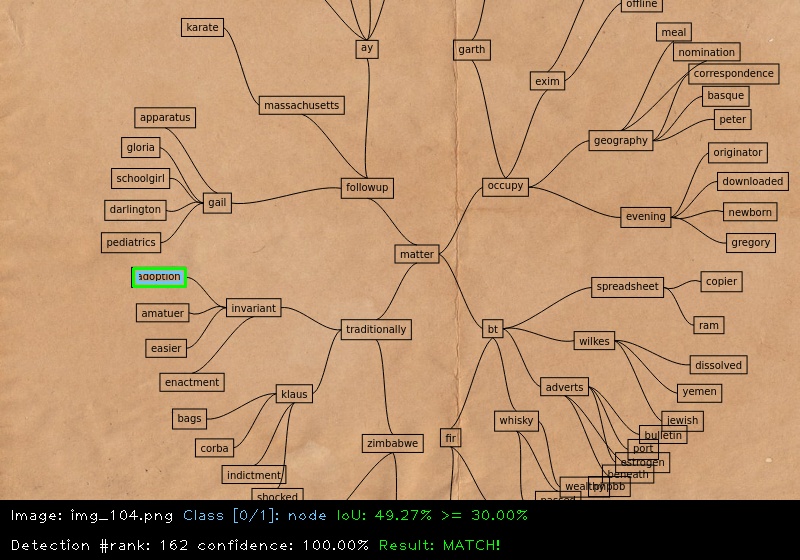 offline
karate
meal
ay
garth
nomination
correspondence
exim
basque
massachusetts
apparatus
peter
geography
gloria
originator
schoolgirl
downloaded
followup
occupy
gail
darlington
newborn
evening
pediatrics
gregory
matter
adoption
copier
spreadsheet
invariant
amatuer
ram
traditionally
bt
wilkes
easier
dissolved
enactment
adverts
yemen
klaus
bags
whisky
jewish
bulletin
fir
zimbabwe
corba
port
estrogen
indictment
beneath
wealth
phpbb
shocked
passed
Image: img_104.png Class [0/1]: node IoU: 49.27% >= 30.00%
Detection #rank: 162 confidence: 100.00% Result: MATCH!